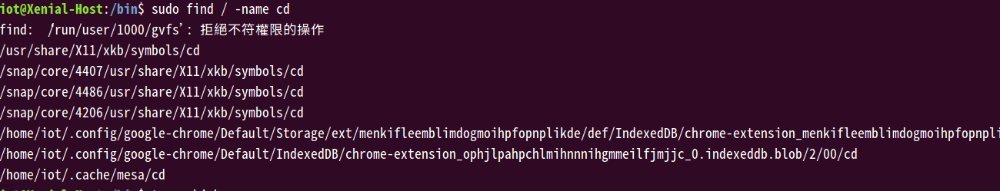 iot@Xenial-Host:/bin$ sudo find / -name cd
find: ‘/run/user/1000/gvfs’: 拒絕不符權限的操作
/usr/share/X11/xkb/symbols/cd
/snap/core/4407/usr/share/X11/xkb/symbols/cd
/snap/core/4486/usr/share/X11/xkb/symbols/cd
/snap/core/4206/usr/share/X11/xkb/symbols/cd
/home/iot/.config/google-chrome/Default/Storage/ext/menkifleemblimdogmoihpfopnplikde/def/IndexedDB/chrome-extension_menkifleemblimdogmoihpfopnpli
/home/iot/.config/google-chrome/Default/IndexedDB/chrome-extension_ophjlpahpchlmihnnnihgmmeilfjmjjc_0.indexeddb.blob/2/00/cd
/home/iot/.cache/mesa/cd